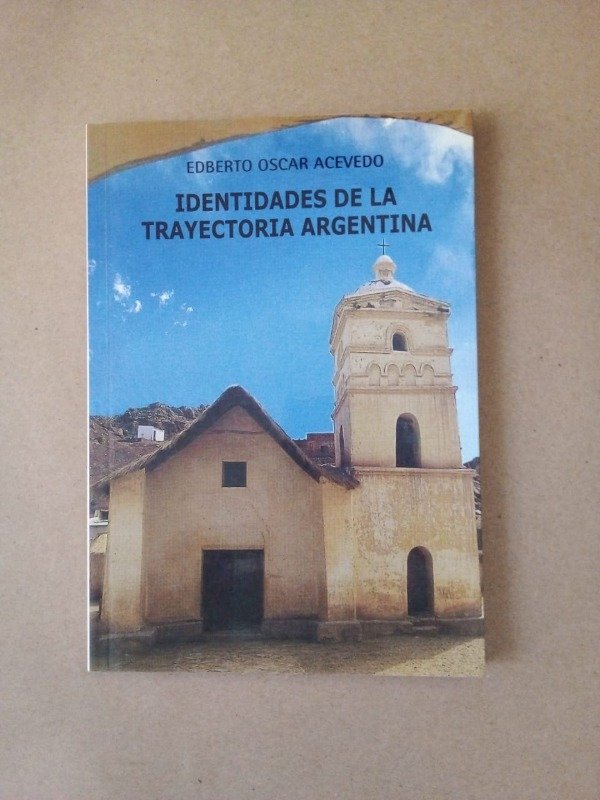 EDBERTO OSCAR ACEVEDO
IDENTIDADES DE LA
TRAYECTORIA ARGENTINA